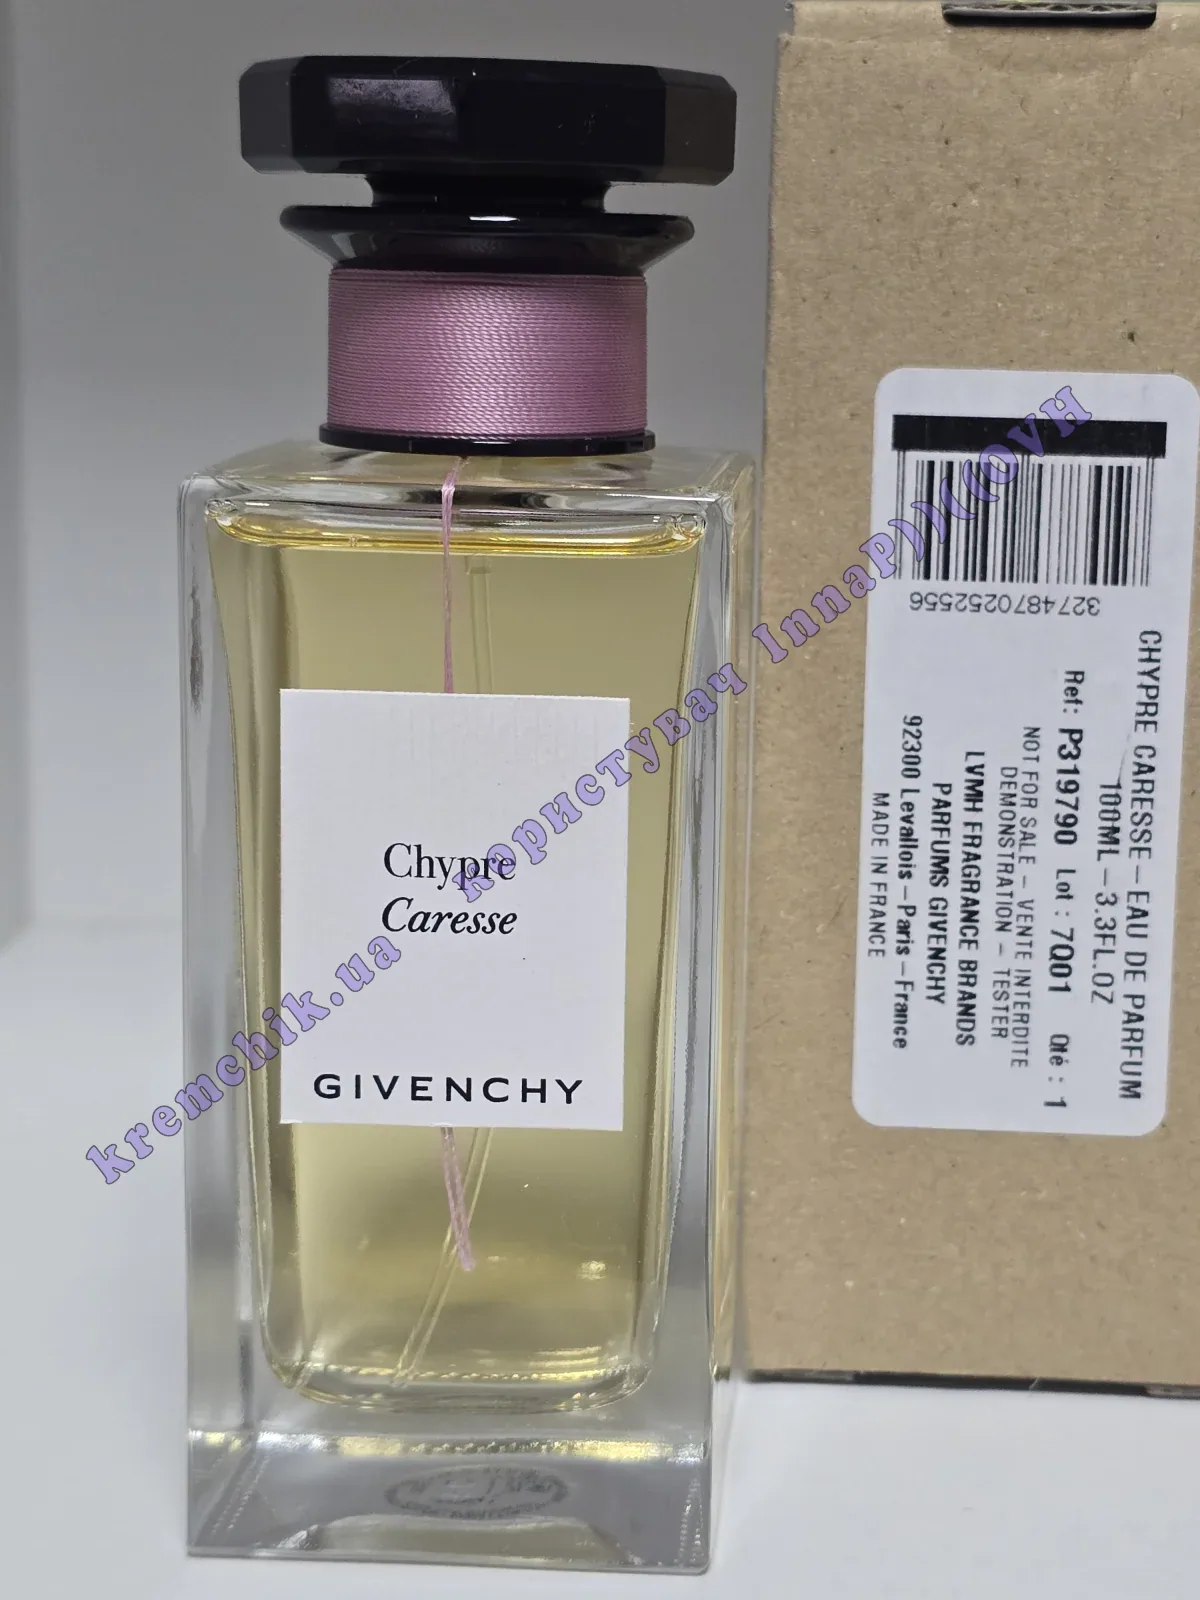 Chypre
Caresse
GIVENCHY
3274870252556
CHYPRE CARESSE – EAU DE PARFUM
100ML – 3.3FL.OZ
Ref: P319790 Lot : 7Q01 Qté : 1
NOT FOR SALE – VENTE INTERDITE
DEMONSTRATION – TESTER
LVMH FRAGRANCE BRANDS
PARFUMS GIVENCHY
92300 Levallois – Paris – France
MADE IN FRANCE
kremchik.ua користувач Innap))((OVH